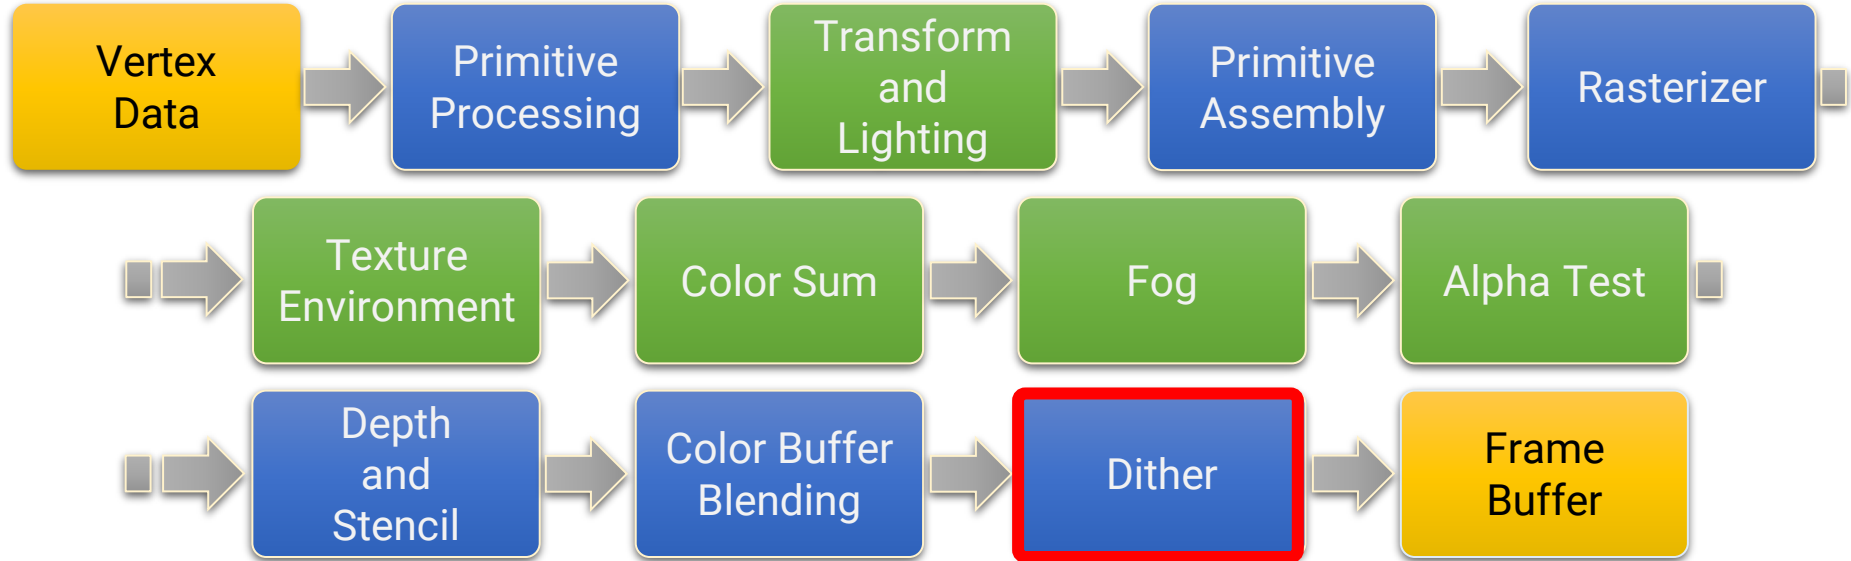 Vertex
Data
Primitive
Processing
Transform
and
Lighting
Primitive
Assembly
Rasterizer
Texture
Environment
Color Sum
Fog
Alpha Test
Depth
and
Stencil
Color Buffer
Blending
Dither
Frame
Buffer